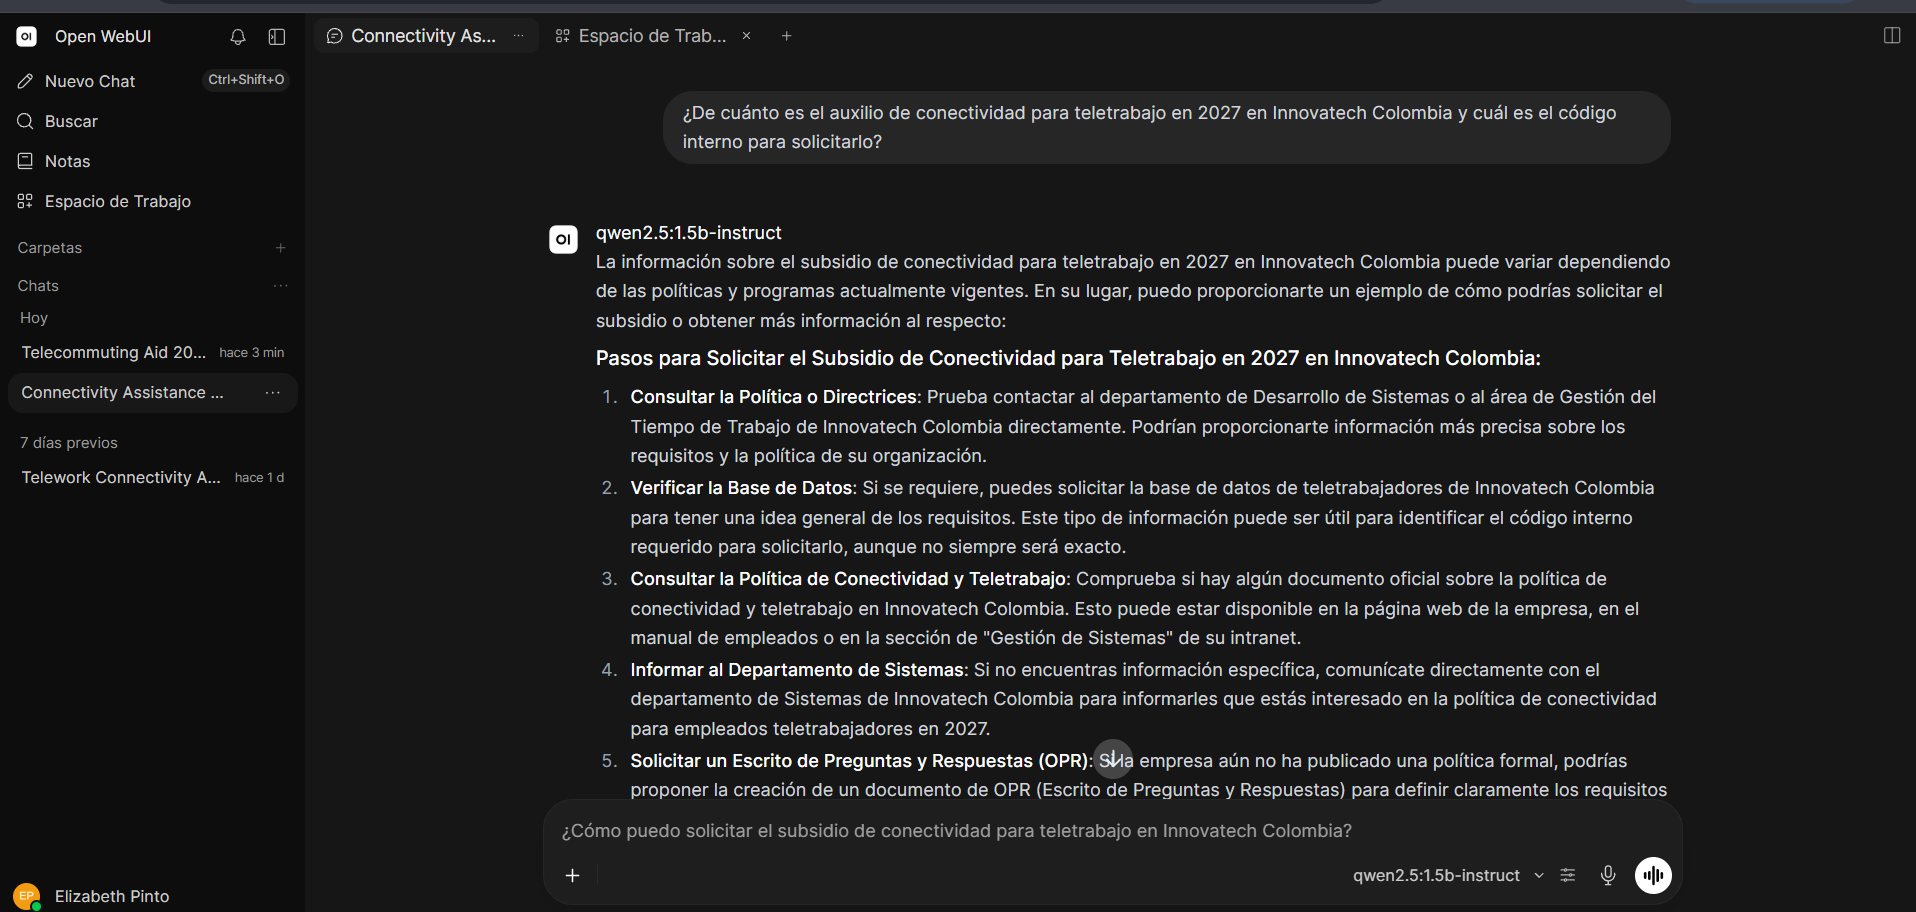 OI Open WebUI
Nuevo Chat Ctrl+Shift+O
Buscar
Notas
Espacio de Trabajo
Carpetas
Chats
Hoy
Telecommuting Aid 20... hace 3 min
Connectivity Assistance ...
7 días previos
Telework Connectivity A... hace 1 d
EP Elizabeth Pinto
Connectivity As...
Espacio de Trab...
¿De cuánto es el auxilio de conectividad para teletrabajo en 2027 en Innovatech Colombia y cuál es el código
interno para solicitarlo?
OI qwen2.5:1.5b-instruct
La información sobre el subsidio de conectividad para teletrabajo en 2027 en Innovatech Colombia puede variar dependiendo
de las políticas y programas actualmente vigentes. En su lugar, puedo proporcionarte un ejemplo de cómo podrías solicitar el
subsidio o obtener más información al respecto:
Pasos para Solicitar el Subsidio de Conectividad para Teletrabajo en 2027 en Innovatech Colombia:
1. Consultar la Política o Directrices: Prueba contactar al departamento de Desarrollo de Sistemas o al área de Gestión del
Tiempo de Trabajo de Innovatech Colombia directamente. Podrían proporcionarte información más precisa sobre los
requisitos y la política de su organización.
2. Verificar la Base de Datos: Si se requiere, puedes solicitar la base de datos de teletrabajadores de Innovatech Colombia
para tener una idea general de los requisitos. Este tipo de información puede ser útil para identificar el código interno
requerido para solicitarlo, aunque no siempre será exacto.
3. Consultar la Política de Conectividad y Teletrabajo: Comprueba si hay algún documento oficial sobre la política de
conectividad y teletrabajo en Innovatech Colombia. Esto puede estar disponible en la página web de la empresa, en el
manual de empleados o en la sección de "Gestión de Sistemas" de su intranet.
4. Informar al Departamento de Sistemas: Si no encuentras información específica, comunícate directamente con el
departamento de Sistemas de Innovatech Colombia para informarles que estás interesado en la política de conectividad
para empleados teletrabajadores en 2027.
5. Solicitar un Escrito de Preguntas y Respuestas (OPR): Si la empresa aún no ha publicado una política formal, podrías
proponer la creación de un documento de OPR (Escrito de Preguntas y Respuestas) para definir claramente los requisitos
¿Cómo puedo solicitar el subsidio de conectividad para teletrabajo en Innovatech Colombia?
qwen2.5:1.5b-instruct